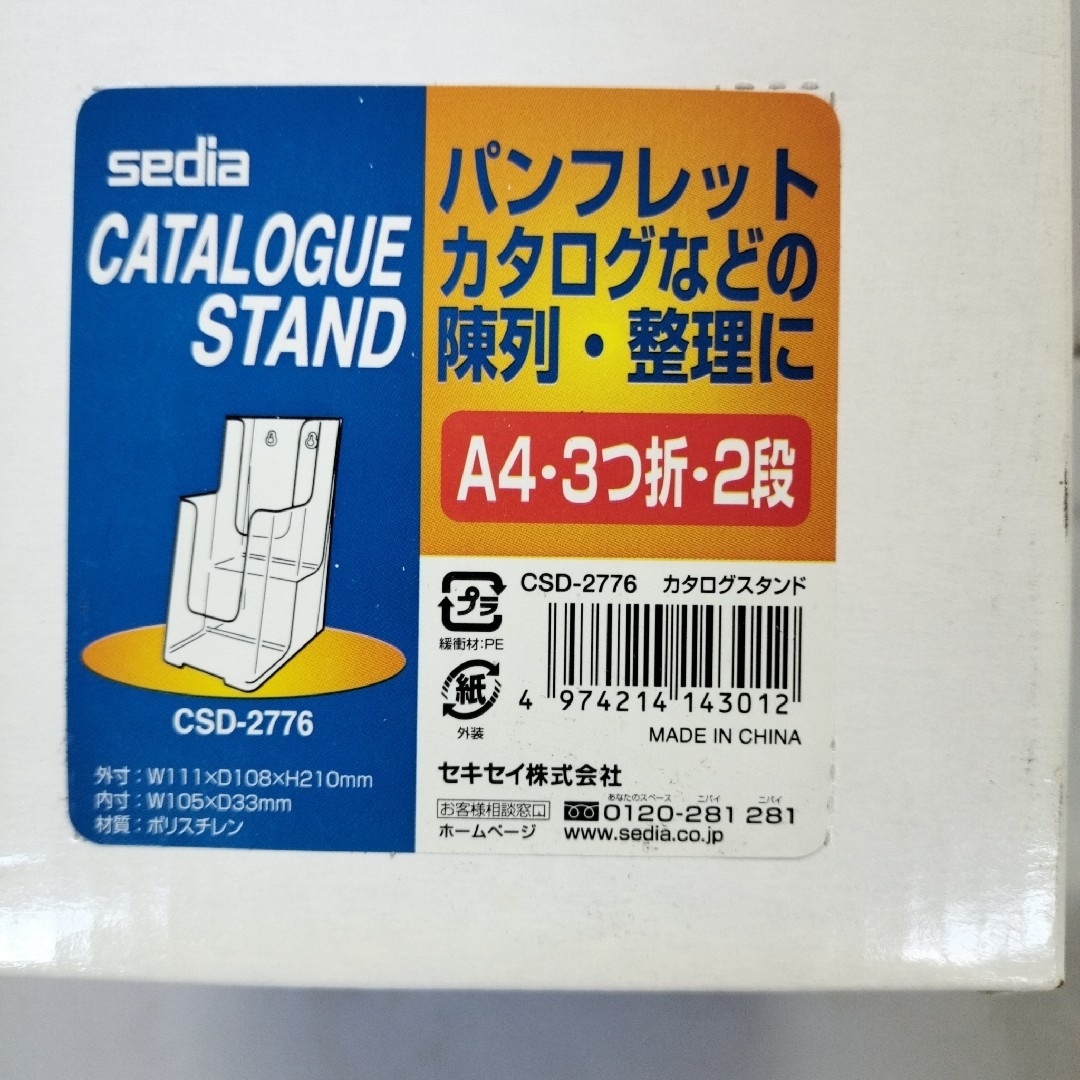 sedia
CATALOGUE
STAND
CSD-2776
外寸：W111×D108×H210mm
内寸：W105×D33mm
材質：ポリスチレン
パンフレット
カタログなどの
陳列・整理に
A4・3つ折・2段
プラ
緩衝材：PE
紙
外装
CSD-2776 カタログスタンド
4 974214 143012
MADE IN CHINA
セキセイ株式会社
あなたのスペース ニバイ ニバイ
お客様相談窓口 0120-281 281
ホームページ www.sedia.co.jp